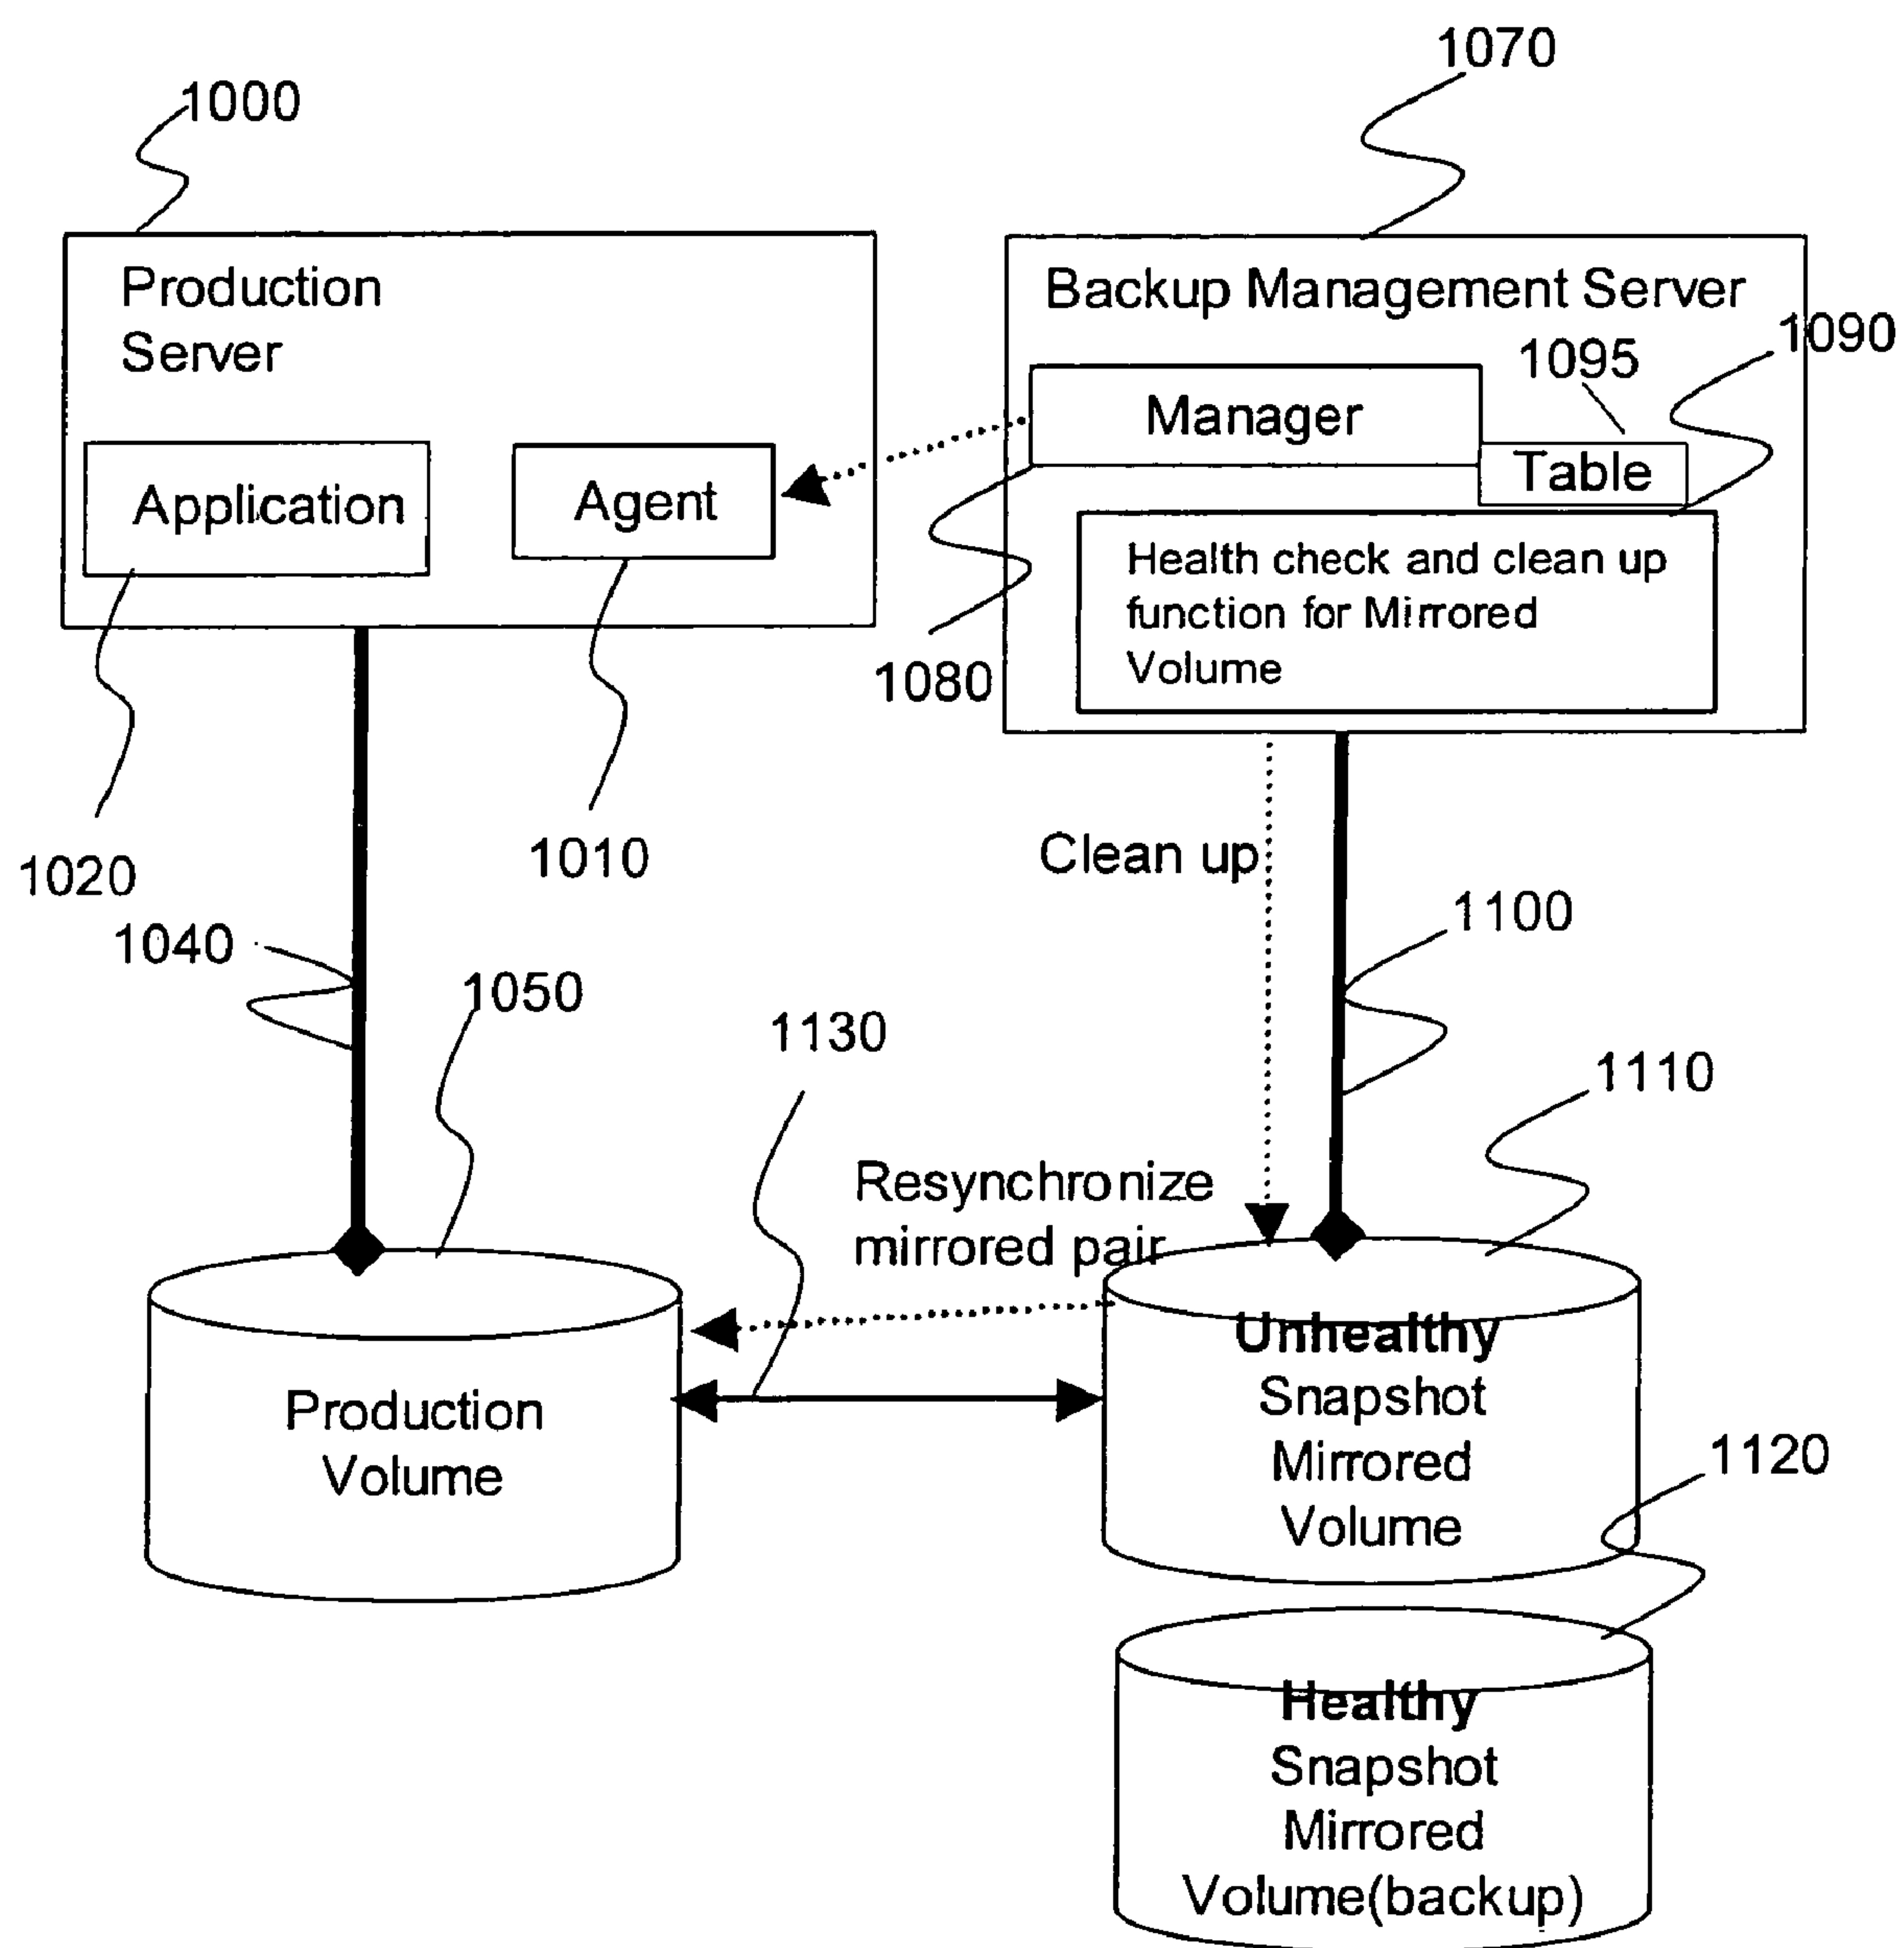 1070
1000
Production
Server
Backup Management Server
1090
1095
Manager
Table
Application
Agent
Health check and clean up
function for Mirrored
Volume
1080
1020
1010
Clean up
1040
1100
1050
1130
1110
Resynchronize
mirrored pair
Unhealthy
Snapshot
Mirrored
Volume
Production
Volume
1120
Healthy
Snapshot
Mirrored
Volume(backup)